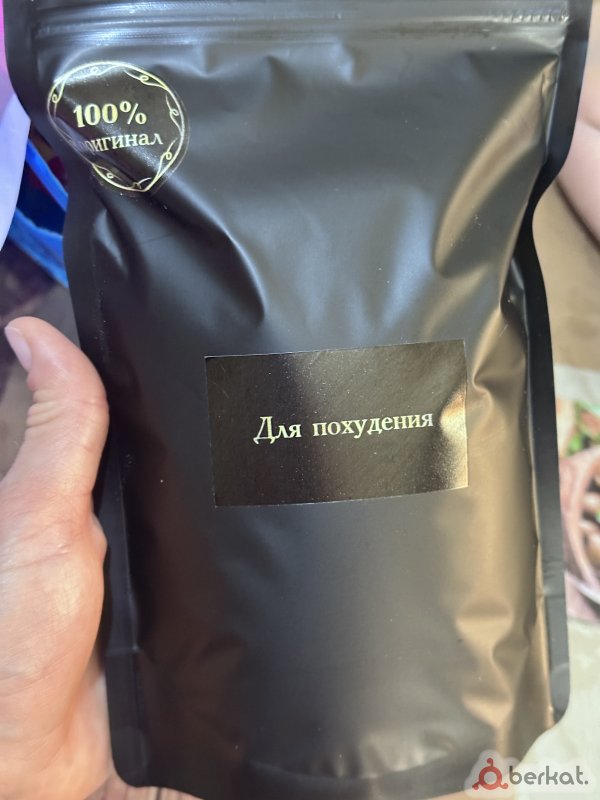 100%
оригинал
Для похудения
berkat.